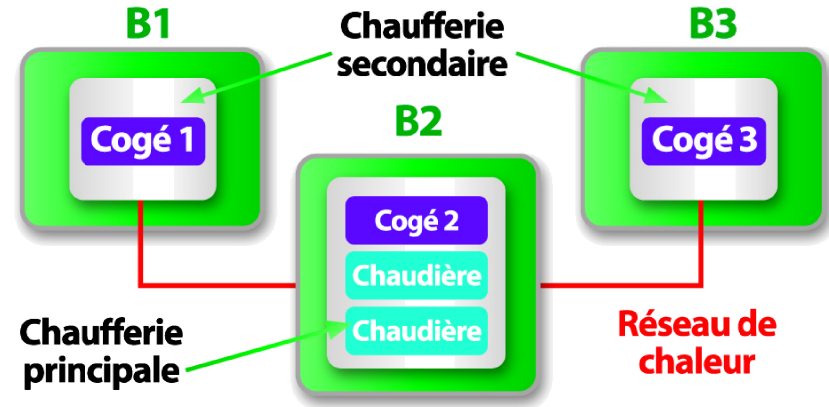 B1
Chaufferie
secondaire
B3
Cogé 1
B2
Cogé 3
Cogé 2
Chaudière
Chaudière
Chaufferie
principale
Réseau de
chaleur